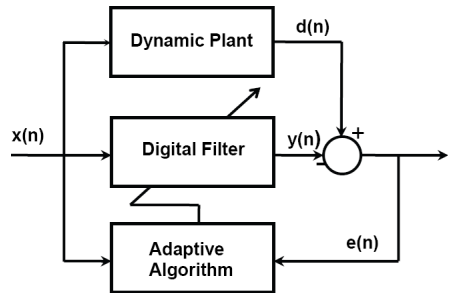 Dynamic Plant
d(n)
x(n)
Digital Filter
y(n)
+
−
Adaptive
Algorithm
e(n)